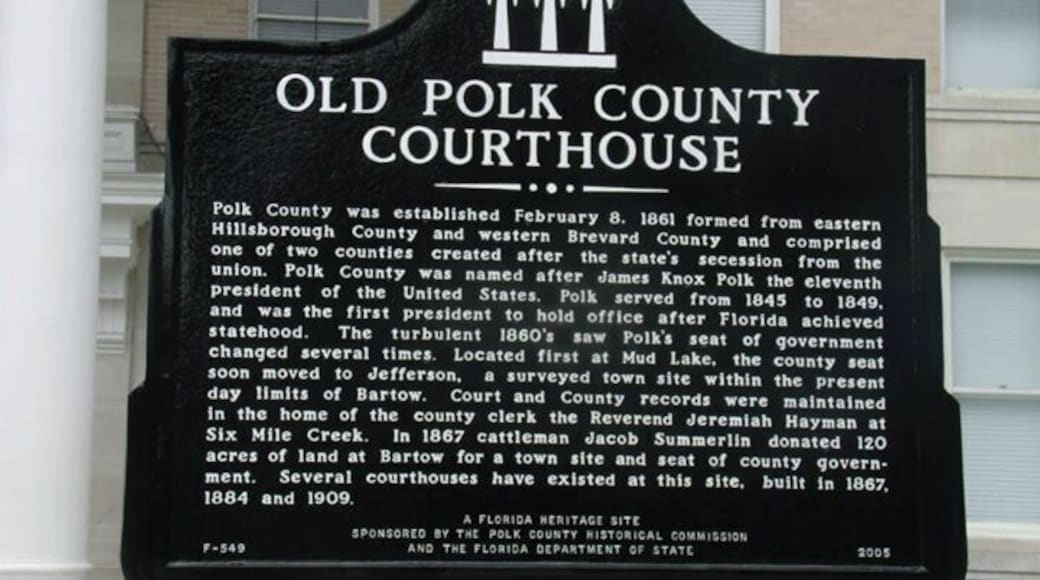 OLD POLK COUNTY
COURTHOUSE
Polk County was established February 8, 1861 formed from eastern
Hillsborough County and western Brevard County and comprised
one of two counties created after the state's secession from the
union. Polk County was named after James Knox Polk the eleventh
president of the United States. Polk served from 1845 to 1849,
and was the first president to hold office after Florida achieved
statehood. The turbulent 1860's saw Polk's seat of government
changed several times. Located first at Mud Lake, the county seat
soon moved to Jefferson, a surveyed town site within the present
day limits of Bartow. Court and County records were maintained
in the home of the county clerk the Reverend Jeremiah Hayman at
Six Mile Creek. In 1867 cattleman Jacob Summerlin donated 120
acres of land at Bartow for a town site and seat of county govern-
ment. Several courthouses have existed at this site, built in 1867,
1884 and 1909.
A FLORIDA HERITAGE SITE
SPONSORED BY THE POLK COUNTY HISTORICAL COMMISSION
F-549 AND THE FLORIDA DEPARTMENT OF STATE 2005